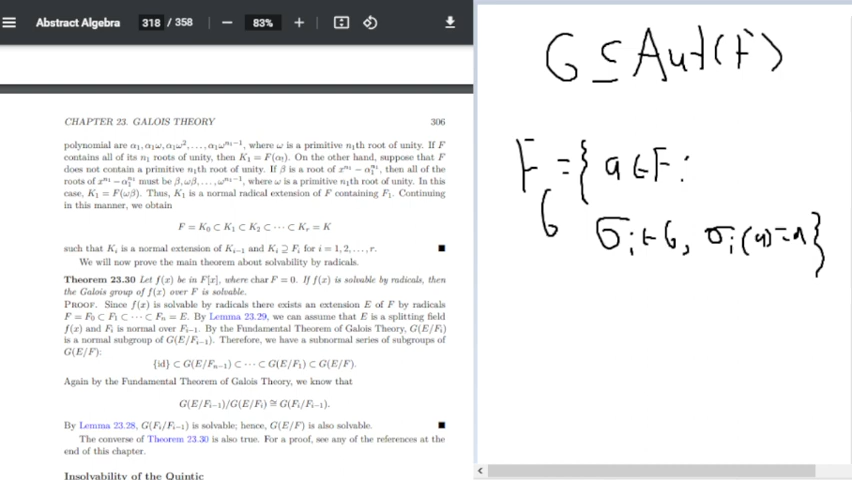 Abstract Algebra 318 / 358 − 83% +
CHAPTER 23. GALOIS THEORY 306
polynomial are α₁, α₁ω, α₁ω², . . . , α₁ω^{n₁−1}, where ω is a primitive n₁th root of unity. If F
contains all of its n₁ roots of unity, then K₁ = F(α₁). On the other hand, suppose that F
does not contain a primitive n₁th root of unity. If β is a root of x^{n₁} − α₁^{n₁}, then all of the
roots of x^{n₁} − α₁^{n₁} must be β, ωβ, . . . , ω^{n₁−1}, where ω is a primitive n₁th root of unity. In this
case, K₁ = F(ωβ). Thus, K₁ is a normal radical extension of F containing F₁. Continuing
in this manner, we obtain
F = K₀ ⊂ K₁ ⊂ K₂ ⊂ ··· ⊂ Kᵣ = K
such that Kᵢ is a normal extension of Kᵢ₋₁ and Kᵢ ⊇ Fᵢ for i = 1, 2, . . . , r. ■
We will now prove the main theorem about solvability by radicals.
Theorem 23.30 Let f(x) be in F[x], where char F = 0. If f(x) is solvable by radicals, then
the Galois group of f(x) over F is solvable.
PROOF. Since f(x) is solvable by radicals there exists an extension E of F by radicals
F = F₀ ⊂ F₁ ⊂ ··· ⊂ Fₙ = E. By Lemma 23.29, we can assume that E is a splitting field
f(x) and Fᵢ is normal over Fᵢ₋₁. By the Fundamental Theorem of Galois Theory, G(E/Fᵢ)
is a normal subgroup of G(E/Fᵢ₋₁). Therefore, we have a subnormal series of subgroups of
G(E/F):
{id} ⊂ G(E/Fₙ₋₁) ⊂ ··· ⊂ G(E/F₁) ⊂ G(E/F).
Again by the Fundamental Theorem of Galois Theory, we know that
G(E/Fᵢ₋₁)/G(E/Fᵢ) ≅ G(Fᵢ/Fᵢ₋₁).
By Lemma 23.28, G(Fᵢ/Fᵢ₋₁) is solvable; hence, G(E/F) is also solvable. ■
The converse of Theorem 23.30 is also true. For a proof, see any of the references at the
end of this chapter.
Insolvability of the Quintic
G ⊆ Aut(F)
F_G = { a ∈ F :
σᵢ ∈ G, σᵢ(a) = a }